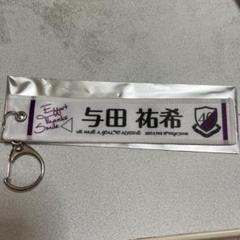 Effort
Thanks
Smile
与田 祐希
46